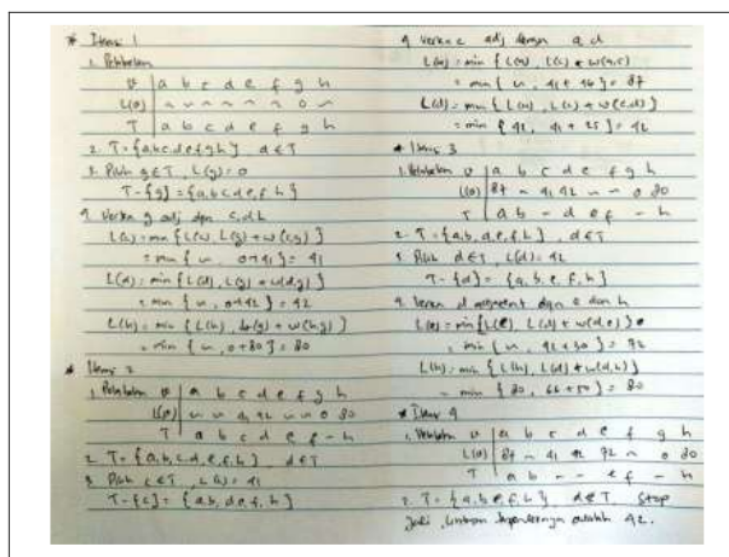 * Iterasi 1
1. Pelabelan
v | a b c d e f g h
L(v) | ~ ~ ~ ~ ~ ~ 0 ~
T | a b c d e f g h
2. T = {a,b,c,d,e,f,g,h} d ∈ T
3. Pilih g ∈ T, L(g) = 0
T - {g} = {a,b,c,d,e,f,h}
4. Verteks g adj dgn c, d, h
L(c) = min {L(c), L(g) + w(c,g)}
= min {~, 0+41} = 41
L(d) = min {L(d), L(g) + w(d,g)}
= min {~, 0+42} = 42
L(h) = min {L(h), L(g) + w(h,g)}
= min {~, 0+80} = 80
* Iterasi 2
1. Pelabelan v | a b c d e f g h
L(v) | ~ ~ 41 42 ~ ~ 0 80
T | a b c d e f - h
2. T = {a,b,c,d,e,f,h} d ∈ T
3. Pilih c ∈ T, L(c) = 41
T - {c} = {a,b,d,e,f,h}
4. Verteks c adj dengan a, d
L(a) = min {L(a), L(c) + w(a,c)}
= min {~, 41 + 46} = 87
L(d) = min {L(d), L(c) + w(c,d)}
= min {42, 41 + 25} = 42
* Iterasi 3
1. Pelabelan v | a b c d e f g h
L(v) | 87 ~ 41 42 ~ ~ 0 80
T | a b - d e f - h
2. T = {a,b,d,e,f,h}, d ∈ T
3. Pilih d ∈ T, L(d) = 42
T - {d} = {a,b,e,f,h}
4. Verteks d adjacent dgn e dan h
L(e) = min {L(e), L(d) + w(d,e)}
= min {~, 42+50} = 92
L(h) = min {L(h), L(d) + w(d,h)}
= min {80, 66+50} = 80
* Iterasi 4
1. Pelabelan v | a b c d e f g h
L(v) | 87 ~ 41 42 92 ~ 0 80
T | a b - - e f - h
2. T = {a,b,e,f,h}, d ∉ T, Stop
Jadi, lintasan terpendeknya adalah 42.